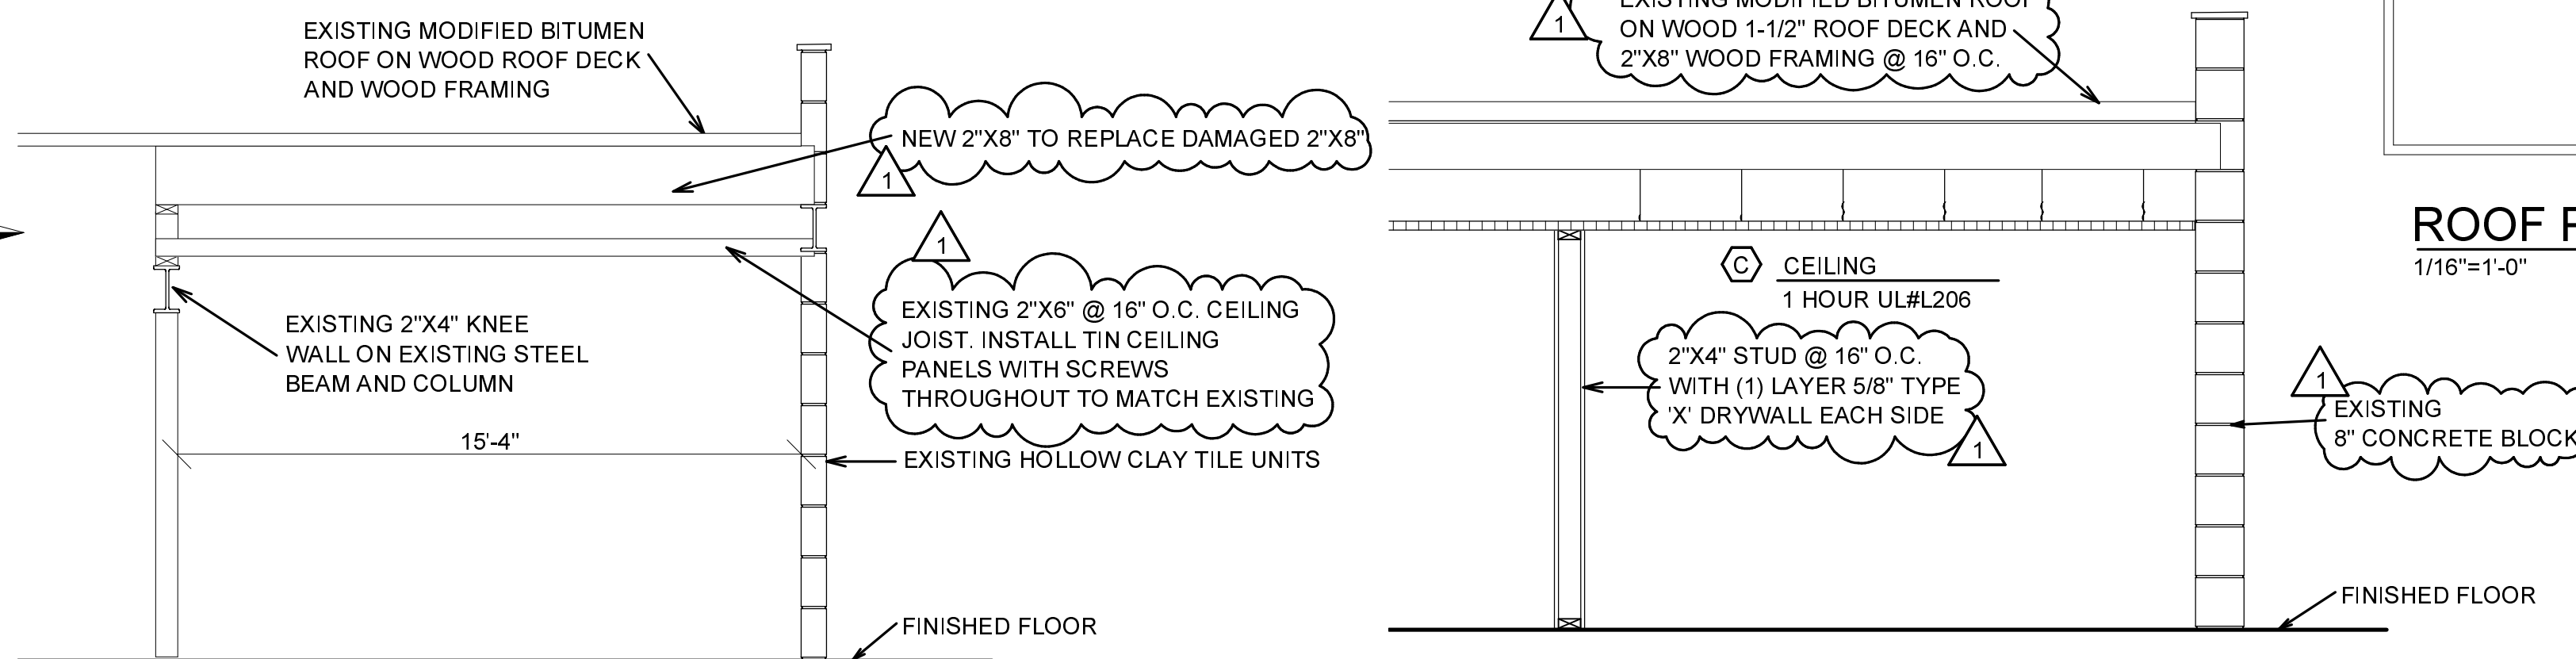 EXISTING MODIFIED BITUMEN
ROOF ON WOOD ROOF DECK
AND WOOD FRAMING
NEW 2"X8" TO REPLACE DAMAGED 2"X8"
1
1
EXISTING 2"X6" @ 16" O.C. CEILING
JOIST. INSTALL TIN CEILING
PANELS WITH SCREWS
THROUGHOUT TO MATCH EXISTING
EXISTING 2"X4" KNEE
WALL ON EXISTING STEEL
BEAM AND COLUMN
15'-4"
EXISTING HOLLOW CLAY TILE UNITS
FINISHED FLOOR
1
EXISTING MODIFIED BITUMEN ROOF
ON WOOD 1-1/2" ROOF DECK AND
2"X8" WOOD FRAMING @ 16" O.C.
C CEILING
1 HOUR UL#L206
2"X4" STUD @ 16" O.C.
WITH (1) LAYER 5/8" TYPE
'X' DRYWALL EACH SIDE
1
1
EXISTING
8" CONCRETE BLOCK
FINISHED FLOOR
ROOF
1/16"=1'-0"